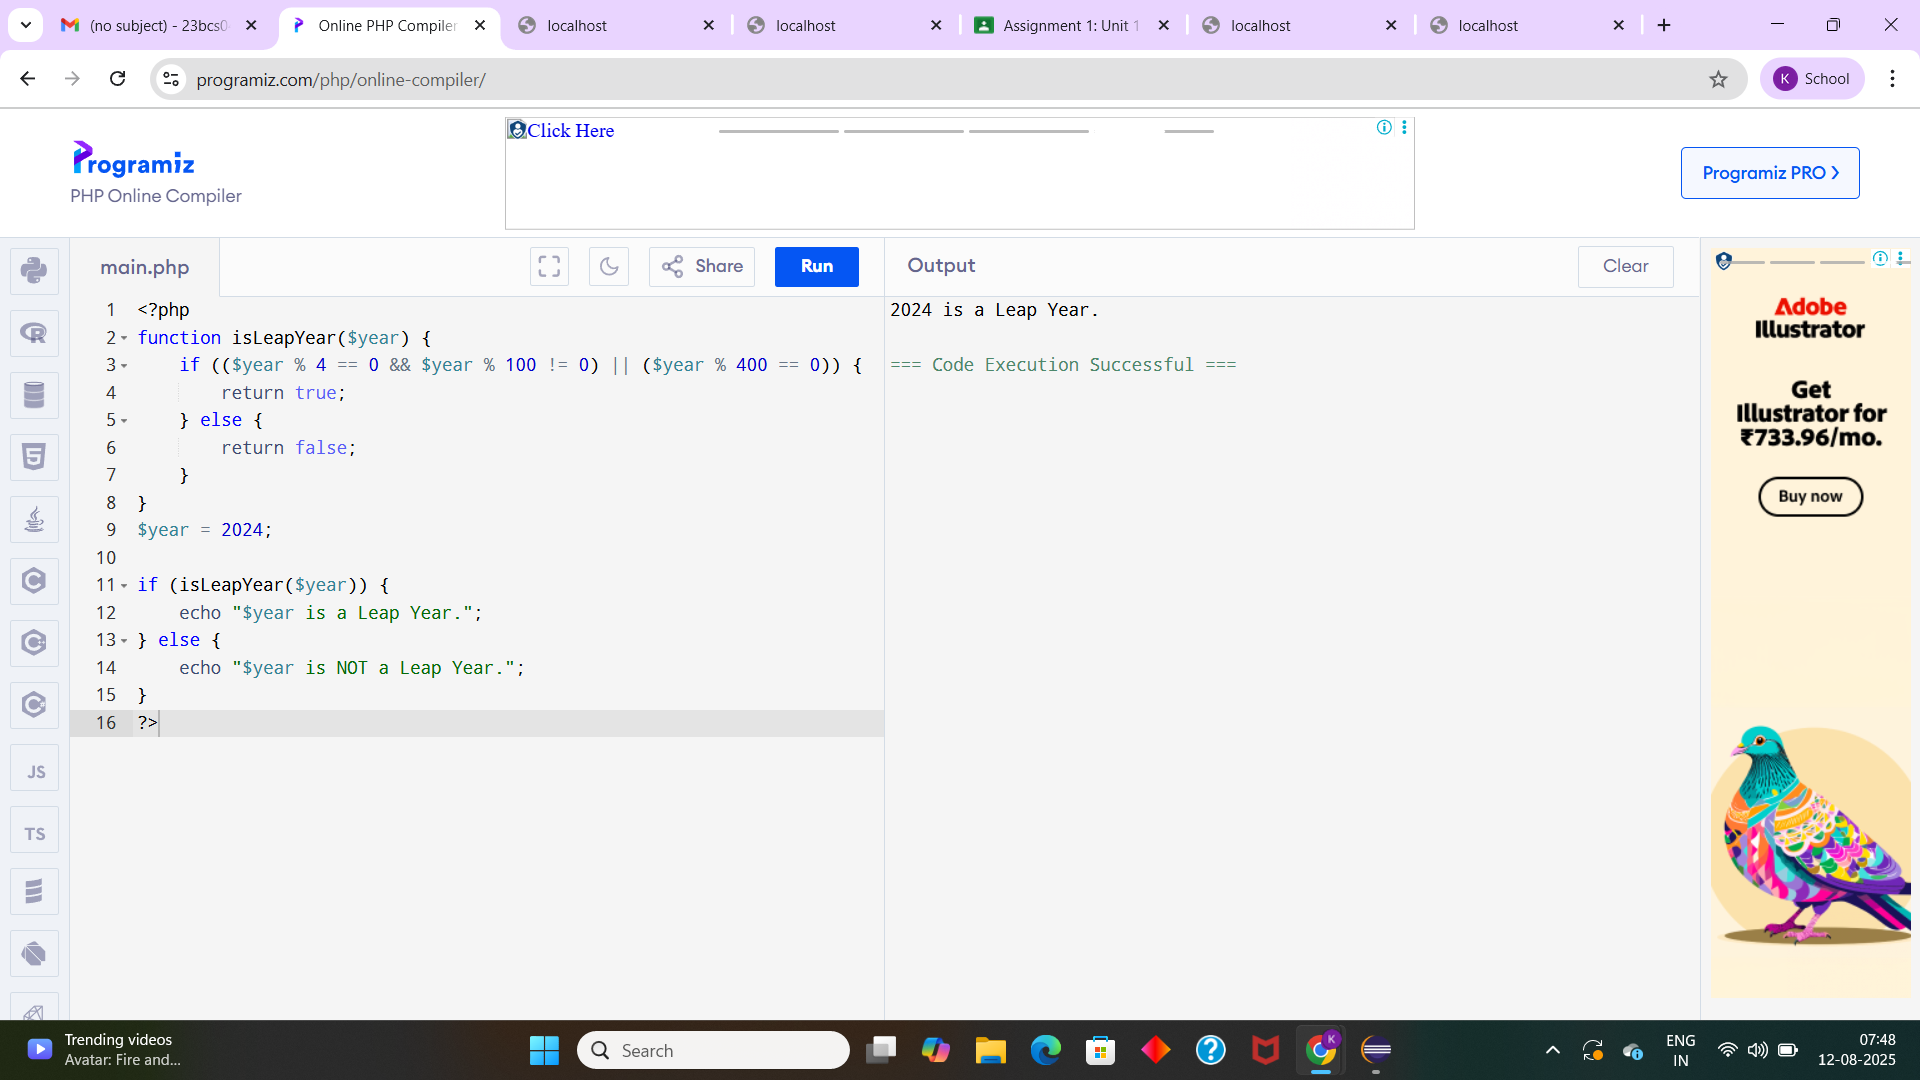 (no subject) - 23bcs0
Online PHP Compiler
localhost
localhost
Assignment 1: Unit 1
localhost
localhost
programiz.com/php/online-compiler/
K School
Click Here
Programiz
PHP Online Compiler
Programiz PRO
main.php
Share
Run
Output
Clear
1 <?php
2 function isLeapYear($year) {
3     if (($year % 4 == 0 && $year % 100 != 0) || ($year % 400 == 0)) {
4         return true;
5     } else {
6         return false;
7     }
8 }
9 $year = 2024;
10
11 if (isLeapYear($year)) {
12     echo "$year is a Leap Year.";
13 } else {
14     echo "$year is NOT a Leap Year.";
15 }
16 ?>
2024 is a Leap Year.
=== Code Execution Successful ===
JS
TS
Adobe
Illustrator
Get
Illustrator for
₹733.96/mo.
Buy now
Trending videos
Avatar: Fire and...
Search
K
ENG
IN
07:48
12-08-2025